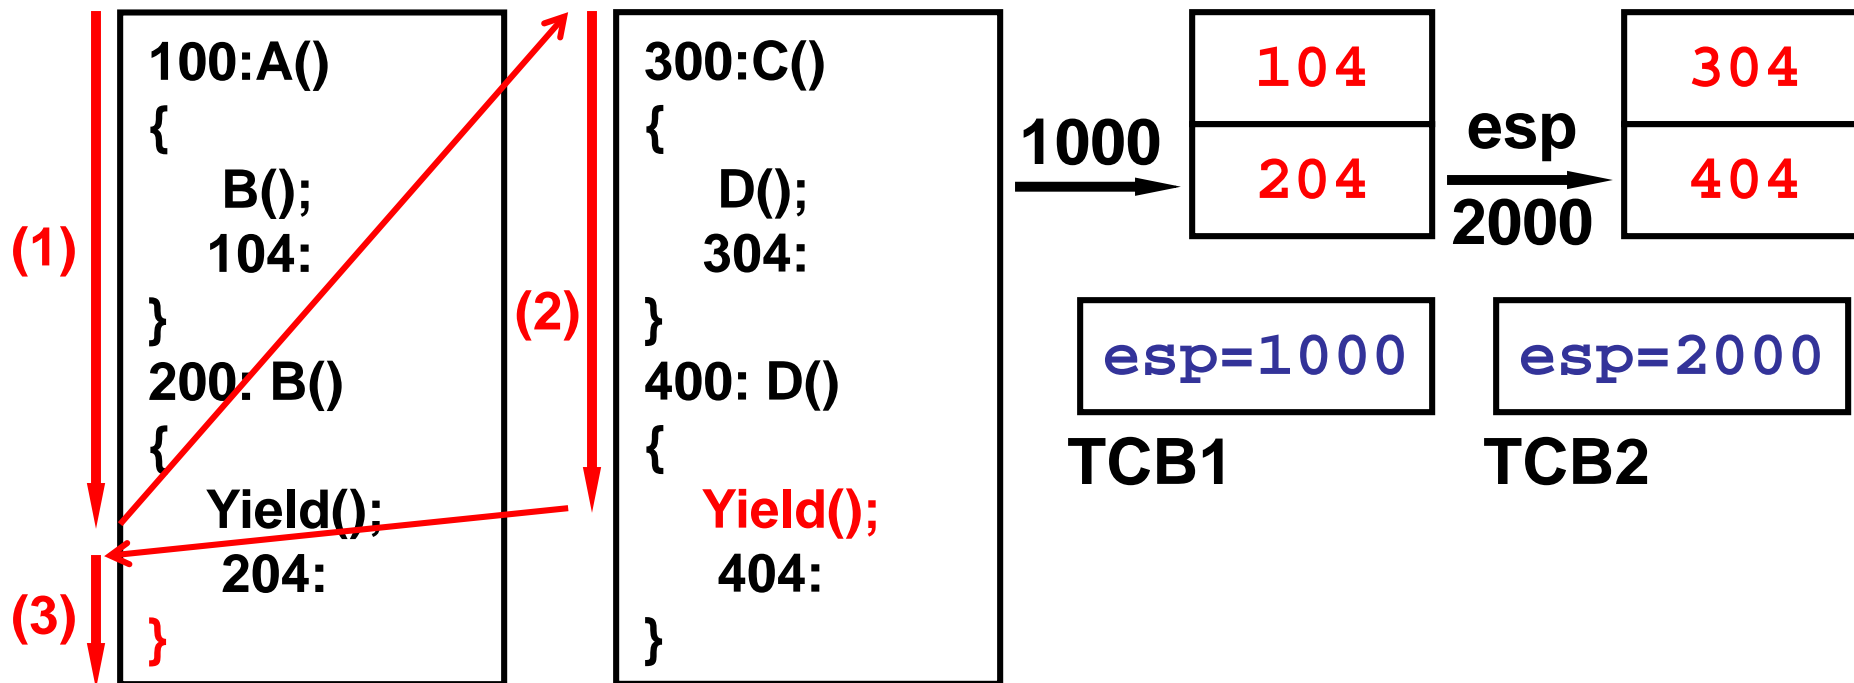 (1)
(3)
100:A()
{
B();
104:
}
200: B()
{
Yield();
204:
}
(2)
300:C()
{
D();
304:
}
400: D()
{
Yield();
404:
}
1000
104
204
esp
2000
304
404
esp=1000
TCB1
esp=2000
TCB2